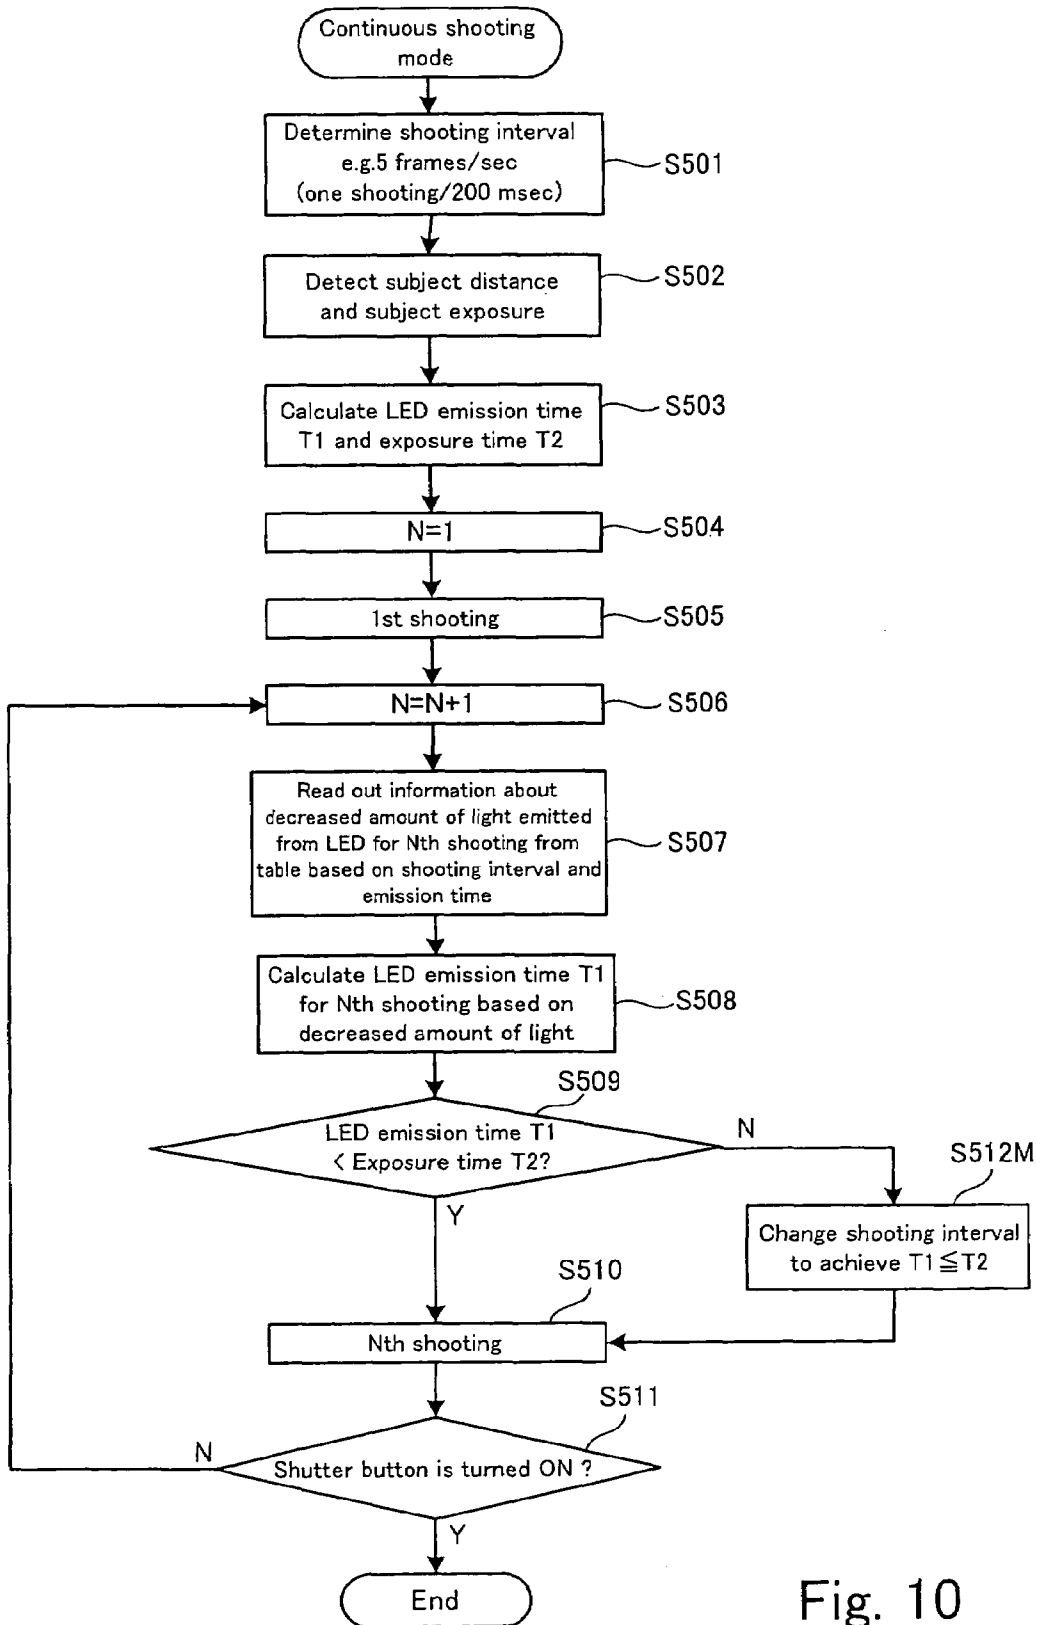 Continuous shooting
mode
Determine shooting interval
e.g.5 frames/sec
(one shooting/200 msec)
S501
Detect subject distance
and subject exposure
S502
Calculate LED emission time
T1 and exposure time T2
S503
N=1
S504
1st shooting
S505
N=N+1
S506
Read out information about
decreased amount of light emitted
from LED for Nth shooting from
table based on shooting interval and
emission time
S507
Calculate LED emission time T1
for Nth shooting based on
decreased amount of light
S508
S509
LED emission time T1
< Exposure time T2?
N
Y
S512M
Change shooting interval
to achieve T1≦T2
S510
Nth shooting
S511
Shutter button is turned ON ?
N
Y
End
Fig. 10